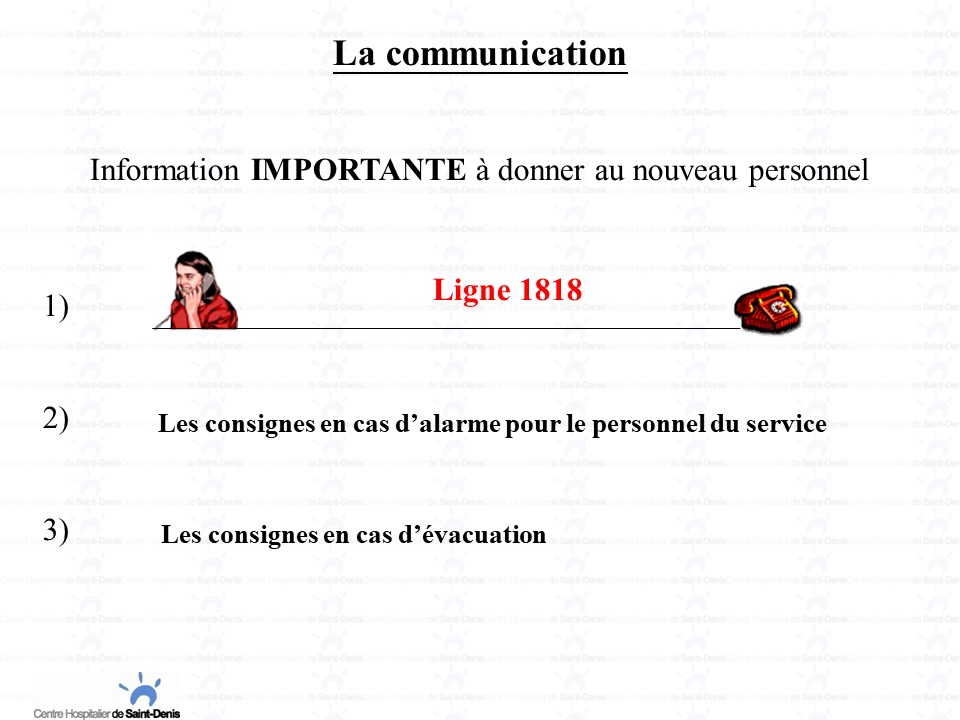 La communication
Information IMPORTANTE à donner au nouveau personnel
1)
Ligne 1818
2)
Les consignes en cas d’alarme pour le personnel du service
3)
Les consignes en cas d’évacuation
Centre Hospitalier de Saint-Denis